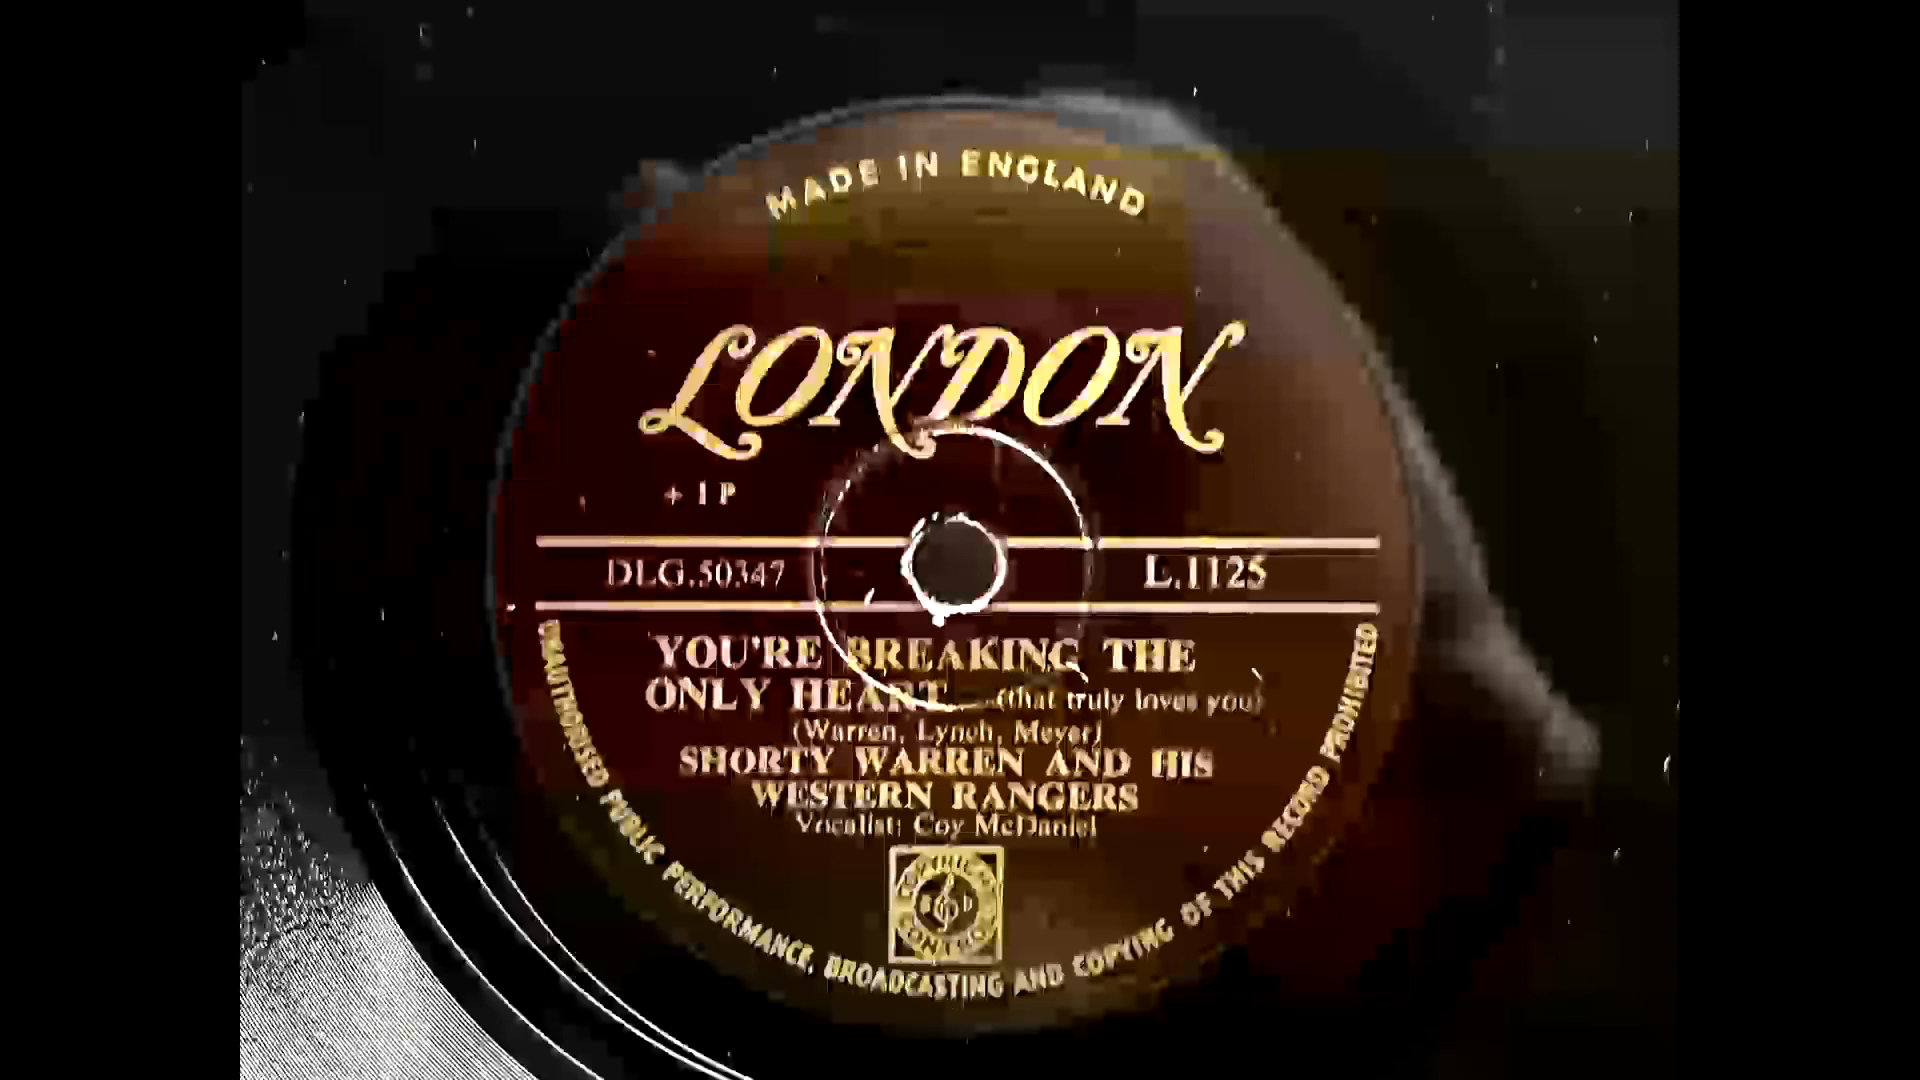 MADE IN ENGLAND
LONDON
+ 1 P
DLG.50347 L.1125
YOU'RE BREAKING THE
ONLY HEART (that truly loves you)
(Warren, Lynch, Meyer)
SHORTY WARREN AND HIS
WESTERN RANGERS
Vocalist: Coy McDaniel
B D
UNAUTHORISED PUBLIC PERFORMANCE, BROADCASTING AND COPYING OF THIS RECORD PROHIBITED